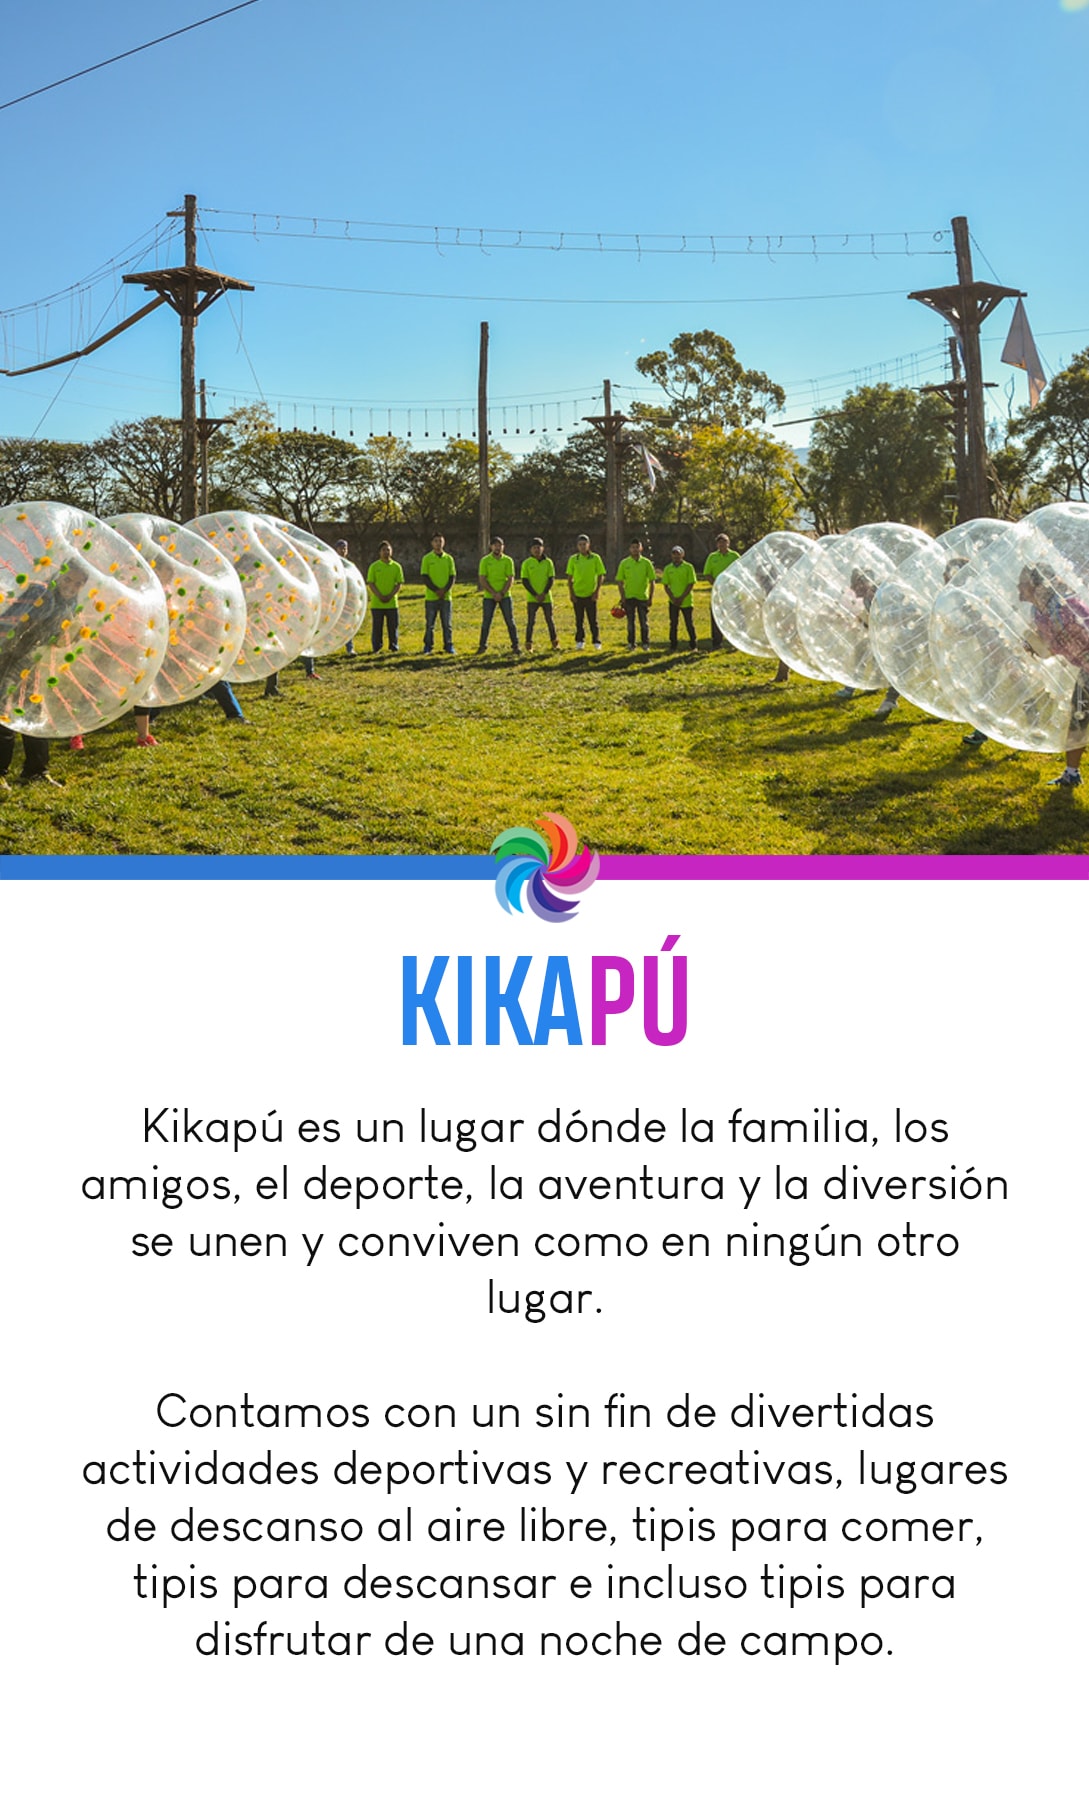 KIKAPÚ
Kikapú es un lugar dónde la familia, los
amigos, el deporte, la aventura y la diversión
se unen y conviven como en ningún otro
lugar.
Contamos con un sin fin de divertidas
actividades deportivas y recreativas, lugares
de descanso al aire libre, tipis para comer,
tipis para descansar e incluso tipis para
disfrutar de una noche de campo.